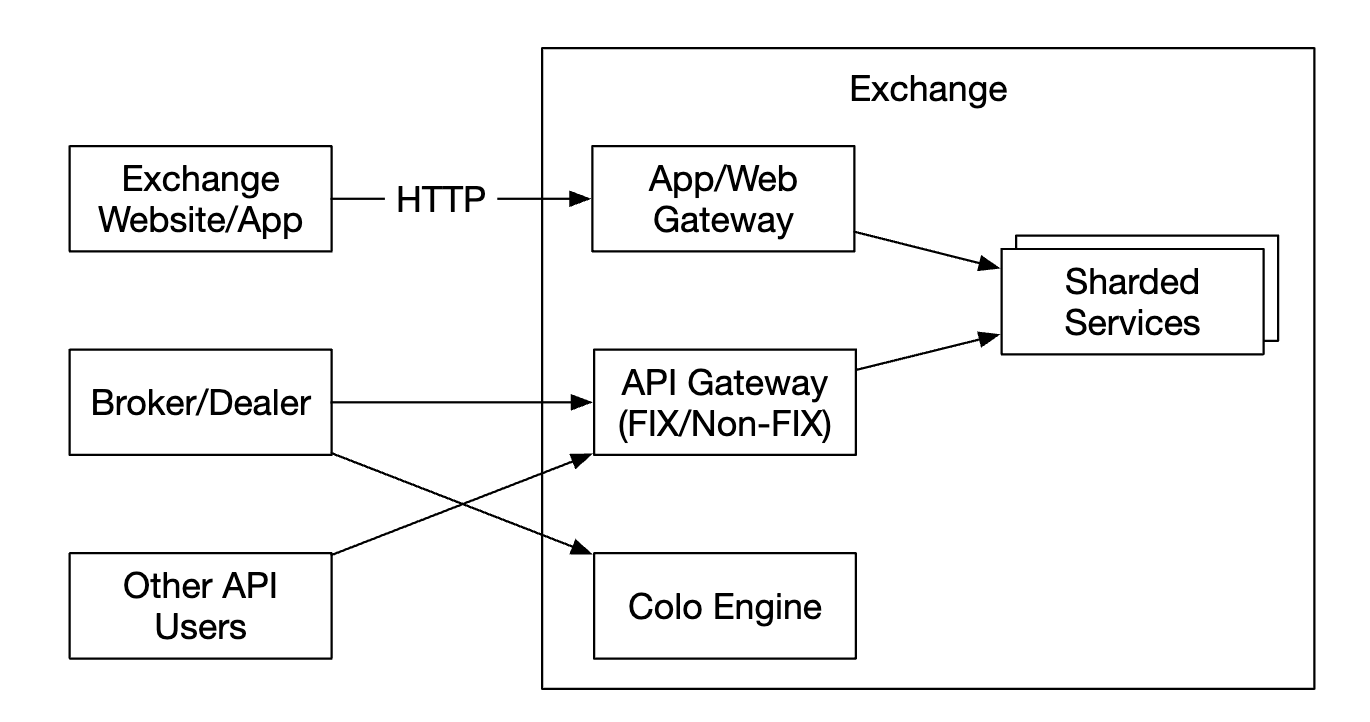 Exchange
Exchange
Website/App
HTTP
App/Web
Gateway
Sharded
Services
Broker/Dealer
API Gateway
(FIX/Non-FIX)
Other API
Users
Colo Engine